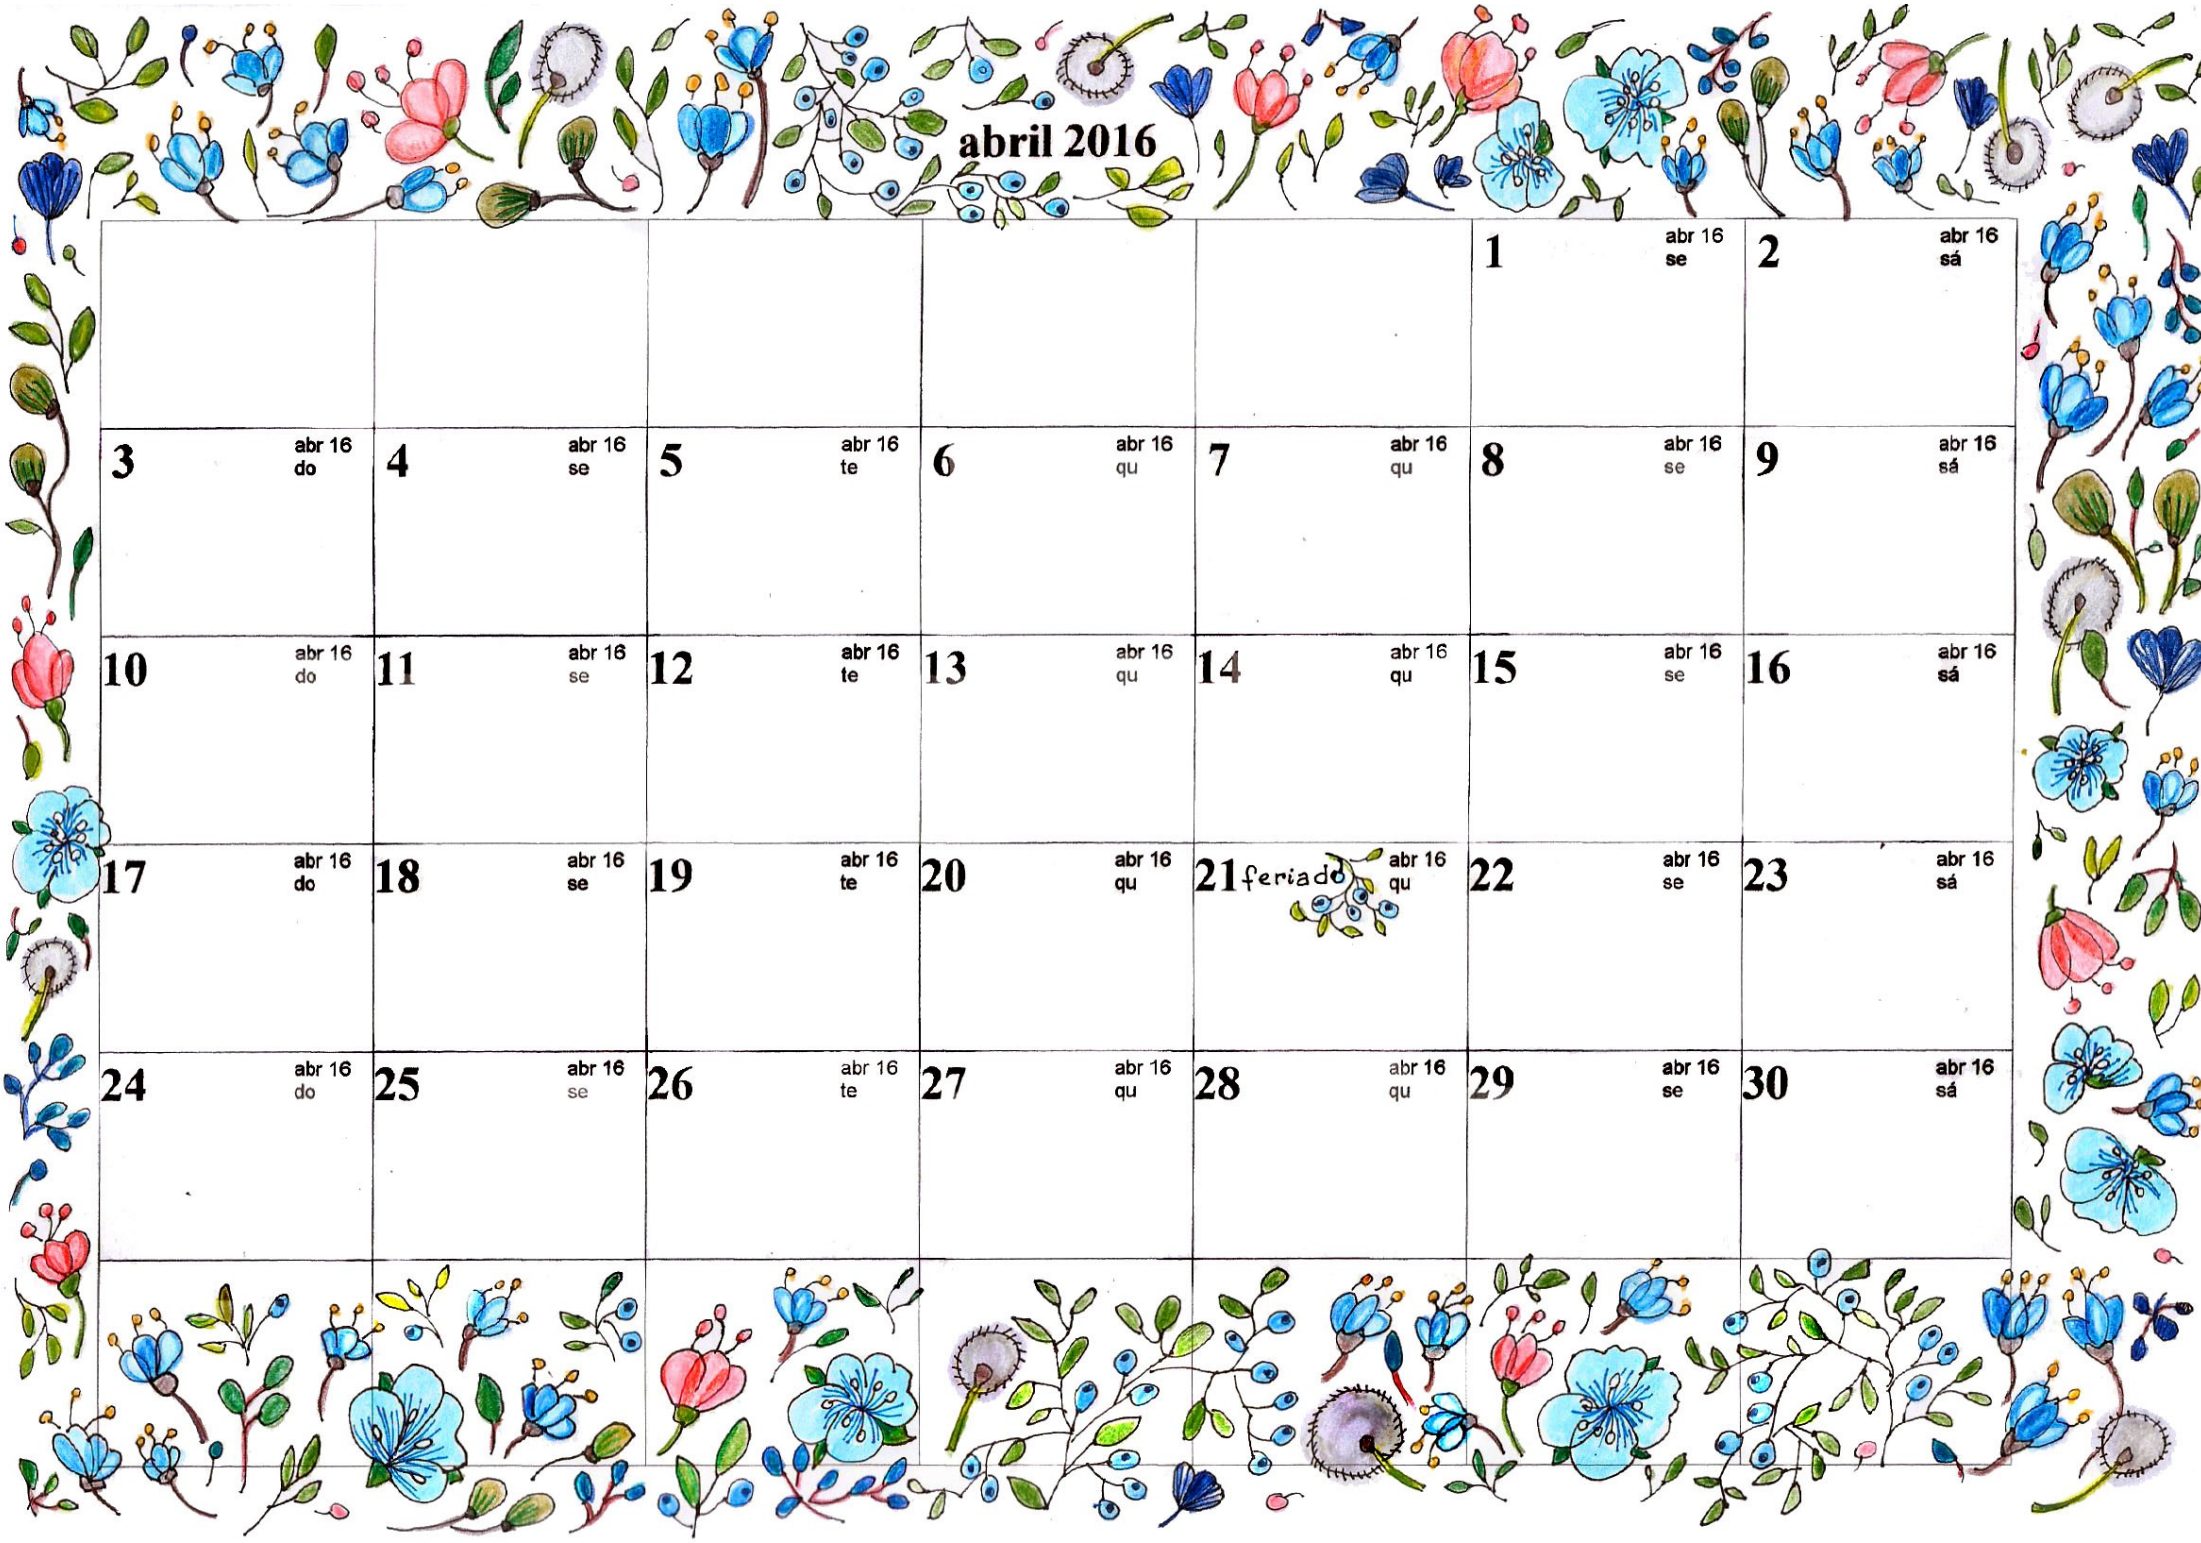 abril 2016
1 abr 16
se
2 abr 16
sá
3 abr 16
do
4 abr 16
se
5 abr 16
te
6 abr 16
qu
7 abr 16
qu
8 abr 16
se
9 abr 16
sá
10 abr 16
do
11 abr 16
se
12 abr 16
te
13 abr 16
qu
14 abr 16
qu
15 abr 16
se
16 abr 16
sá
17 abr 16
do
18 abr 16
se
19 abr 16
te
20 abr 16
qu
21 feriado abr 16
qu
22 abr 16
se
23 abr 16
sá
24 abr 16
do
25 abr 16
se
26 abr 16
te
27 abr 16
qu
28 abr 16
qu
29 abr 16
se
30 abr 16
sá